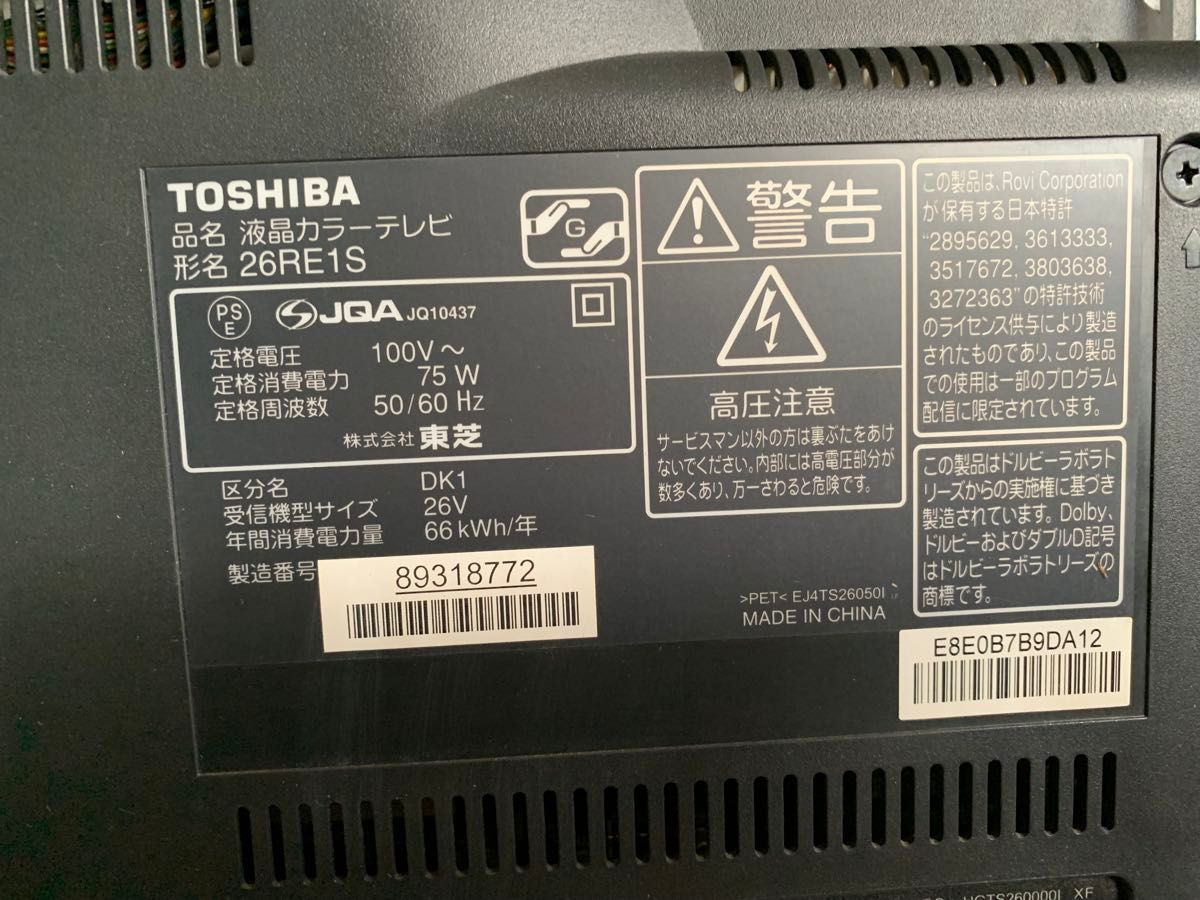 TOSHIBA
品名 液晶カラーテレビ
形名 26RE1S
G
PS
E
JQA JQ10437
定格電圧 100V～
定格消費電力 75 W
定格周波数 50/60 Hz
株式会社 東芝
区分名 DK1
受信機型サイズ 26V
年間消費電力量 66 kWh/年
製造番号 89318772
警告
高圧注意
サービスマン以外の方は裏ぶたをあけ
ないでください。内部には高電圧部分が
数多くあり、万一さわると危険です。
>PET< EJ4TS26050I
MADE IN CHINA
この製品は、Rovi Corporation
が保有する日本特許
“2895629, 3613333,
3517672, 3803638,
3272363”の特許技術
のライセンス供与により製造
されたものであり、この製品
での使用は一部のプログラム
配信に限定されています。
この製品はドルビーラボラト
リーズからの実施権に基づき
製造されています。Dolby、
ドルビーおよびダブルD記号
はドルビーラボラトリーズの
商標です。
E8E0B7B9DA12
XF